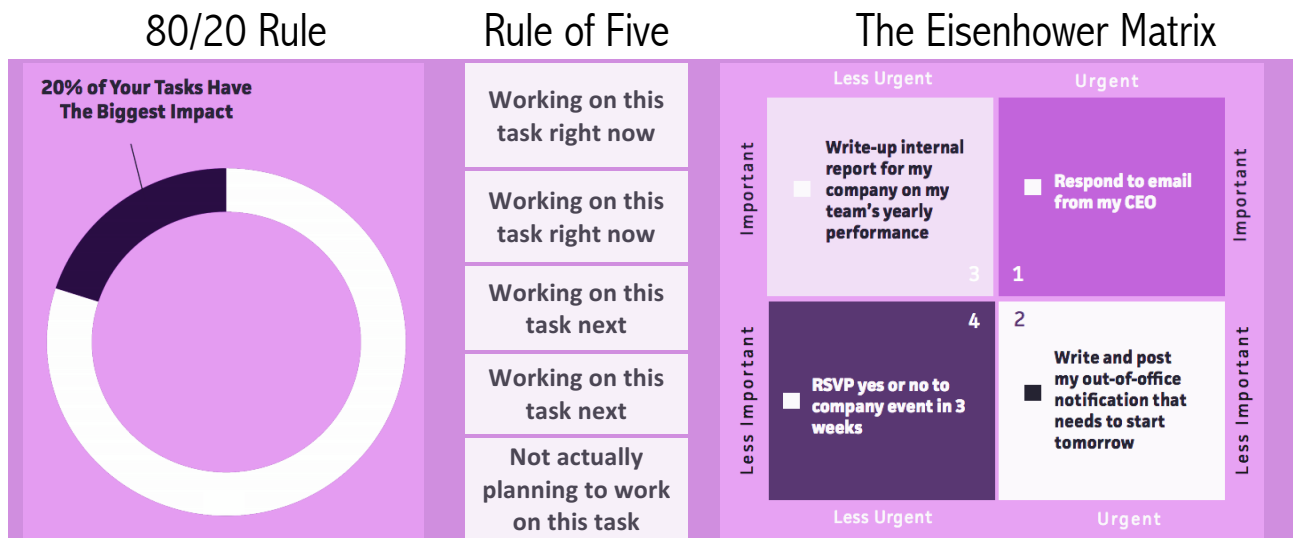 80/20 Rule
Rule of Five
The Eisenhower Matrix
20% of Your Tasks Have
The Biggest Impact
Working on this
task right now
Working on this
task right now
Working on this
task next
Working on this
task next
Not actually
planning to work
on this task
Less Urgent
Urgent
Important
Write-up internal
report for my
company on my
team's yearly
performance
3
Respond to email
from my CEO
1
Important
Less Important
4
RSVP yes or no to
company event in 3
weeks
2
Write and post
my out-of-office
notification that
needs to start
tomorrow
Less Important
Less Urgent
Urgent